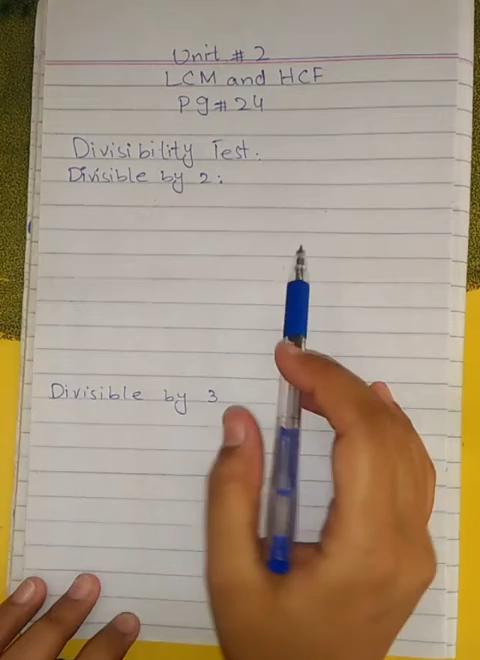 Unit # 2
LCM and HCF
Pg # 24
Divisibility Test:
Divisible by 2:
Divisible by 3